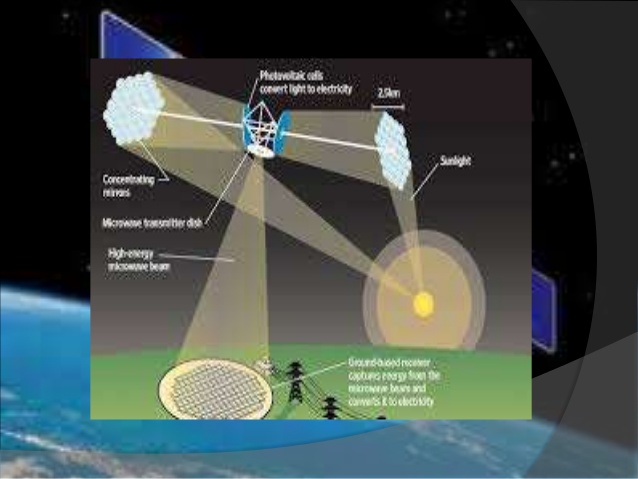 Photovoltaic cells
convert light to electricity
2.5km
Sunlight
Concentrating
mirrors
Microwave transmitter dish
High-energy
microwave beam
Ground-based receiver
captures energy from the
microwave beam and
converts it to electricity